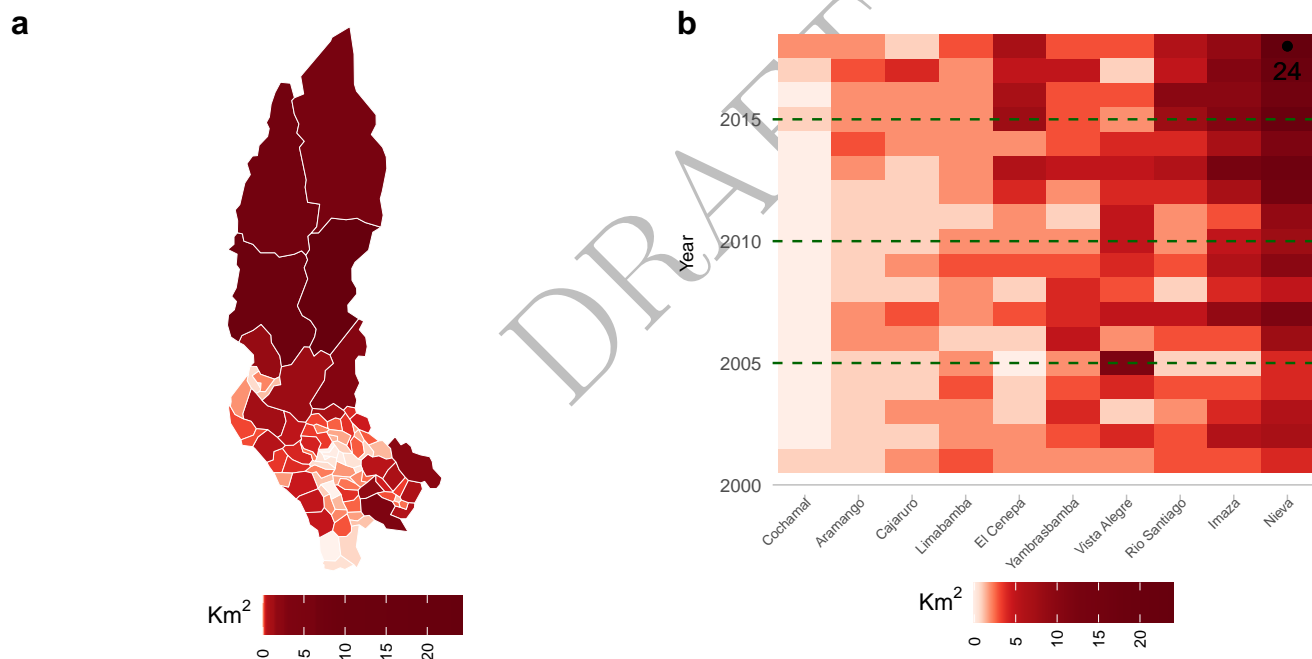 a
Km2
0
5
10
15
20
b
DRAFT
24
Year
2015
2010
2005
2000
Cochamal
Aramango
Cajaruro
Limabamba
El Cenepa
Yambrasbamba
Vista Alegre
Rio Santiago
Imaza
Nieva
Km2
0
5
10
15
20